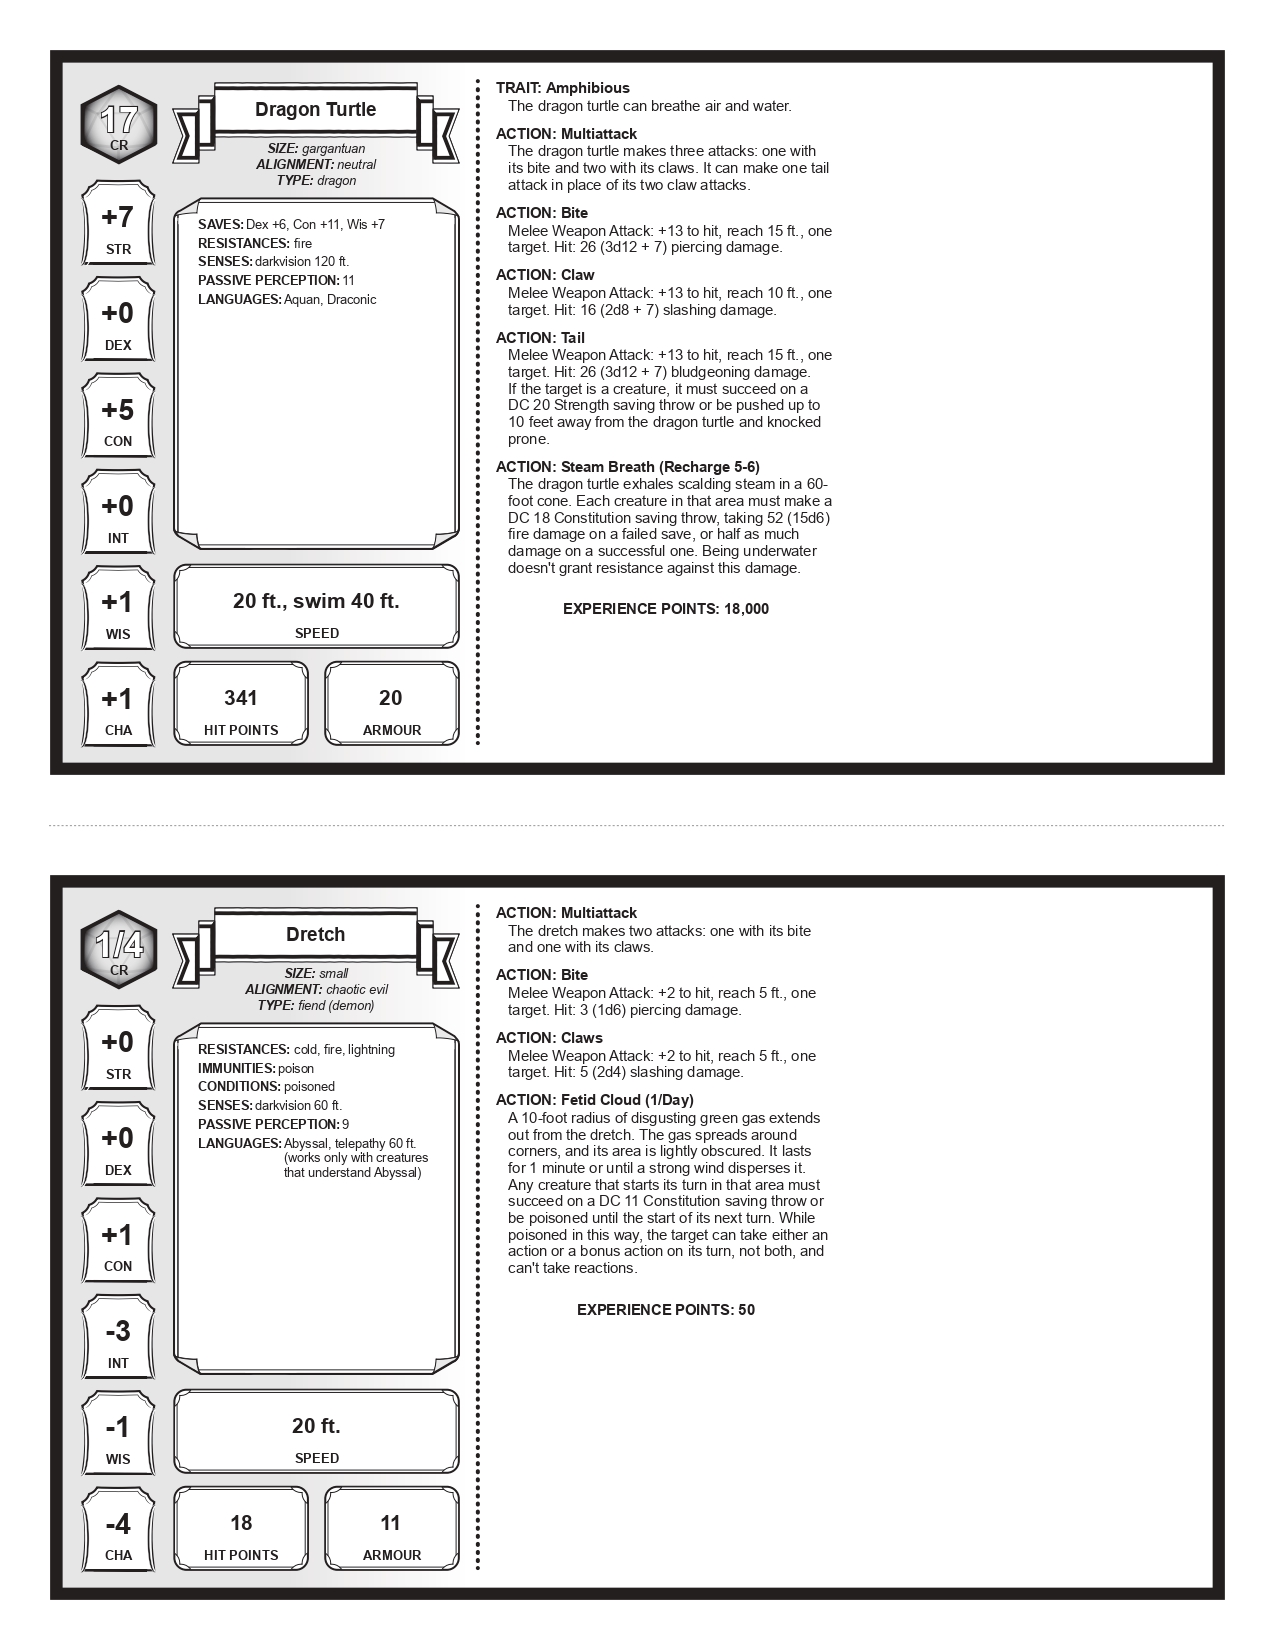 17
CR
Dragon Turtle
SIZE: gargantuan
ALIGNMENT: neutral
TYPE: dragon
+7
STR
+0
DEX
+5
CON
+0
INT
+1
WIS
+1
CHA
SAVES: Dex +6, Con +11, Wis +7
RESISTANCES: fire
SENSES: darkvision 120 ft.
PASSIVE PERCEPTION: 11
LANGUAGES: Aquan, Draconic
20 ft., swim 40 ft.
SPEED
341
HIT POINTS
20
ARMOUR
TRAIT: Amphibious
The dragon turtle can breathe air and water.
ACTION: Multiattack
The dragon turtle makes three attacks: one with
its bite and two with its claws. It can make one tail
attack in place of its two claw attacks.
ACTION: Bite
Melee Weapon Attack: +13 to hit, reach 15 ft., one
target. Hit: 26 (3d12 + 7) piercing damage.
ACTION: Claw
Melee Weapon Attack: +13 to hit, reach 10 ft., one
target. Hit: 16 (2d8 + 7) slashing damage.
ACTION: Tail
Melee Weapon Attack: +13 to hit, reach 15 ft., one
target. Hit: 26 (3d12 + 7) bludgeoning damage.
If the target is a creature, it must succeed on a
DC 20 Strength saving throw or be pushed up to
10 feet away from the dragon turtle and knocked
prone.
ACTION: Steam Breath (Recharge 5-6)
The dragon turtle exhales scalding steam in a 60-
foot cone. Each creature in that area must make a
DC 18 Constitution saving throw, taking 52 (15d6)
fire damage on a failed save, or half as much
damage on a successful one. Being underwater
doesn't grant resistance against this damage.
EXPERIENCE POINTS: 18,000
1/4
CR
Dretch
SIZE: small
ALIGNMENT: chaotic evil
TYPE: fiend (demon)
+0
STR
+0
DEX
+1
CON
-3
INT
-1
WIS
-4
CHA
RESISTANCES: cold, fire, lightning
IMMUNITIES: poison
CONDITIONS: poisoned
SENSES: darkvision 60 ft.
PASSIVE PERCEPTION: 9
LANGUAGES: Abyssal, telepathy 60 ft.
(works only with creatures
that understand Abyssal)
20 ft.
SPEED
18
HIT POINTS
11
ARMOUR
ACTION: Multiattack
The dretch makes two attacks: one with its bite
and one with its claws.
ACTION: Bite
Melee Weapon Attack: +2 to hit, reach 5 ft., one
target. Hit: 3 (1d6) piercing damage.
ACTION: Claws
Melee Weapon Attack: +2 to hit, reach 5 ft., one
target. Hit: 5 (2d4) slashing damage.
ACTION: Fetid Cloud (1/Day)
A 10-foot radius of disgusting green gas extends
out from the dretch. The gas spreads around
corners, and its area is lightly obscured. It lasts
for 1 minute or until a strong wind disperses it.
Any creature that starts its turn in that area must
succeed on a DC 11 Constitution saving throw or
be poisoned until the start of its next turn. While
poisoned in this way, the target can take either an
action or a bonus action on its turn, not both, and
can't take reactions.
EXPERIENCE POINTS: 50